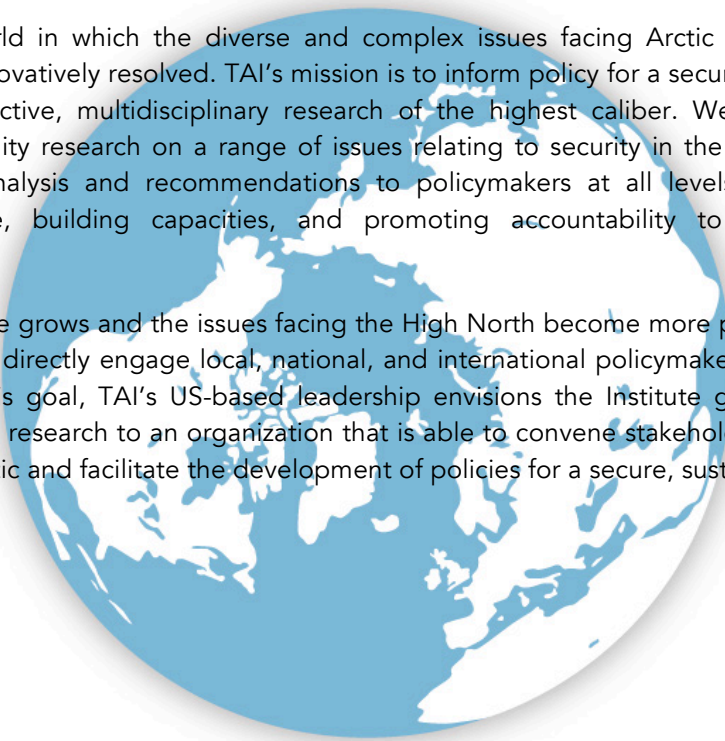 rld in which the diverse and complex issues facing Arctic
ovatively resolved. TAI’s mission is to inform policy for a secur
ctive, multidisciplinary research of the highest caliber. We
ity research on a range of issues relating to security in the
nalysis and recommendations to policymakers at all levels
e, building capacities, and promoting accountability to
e grows and the issues facing the High North become more p
directly engage local, national, and international policymake
is goal, TAI’s US-based leadership envisions the Institute g
research to an organization that is able to convene stakehol
tic and facilitate the development of policies for a secure, sust